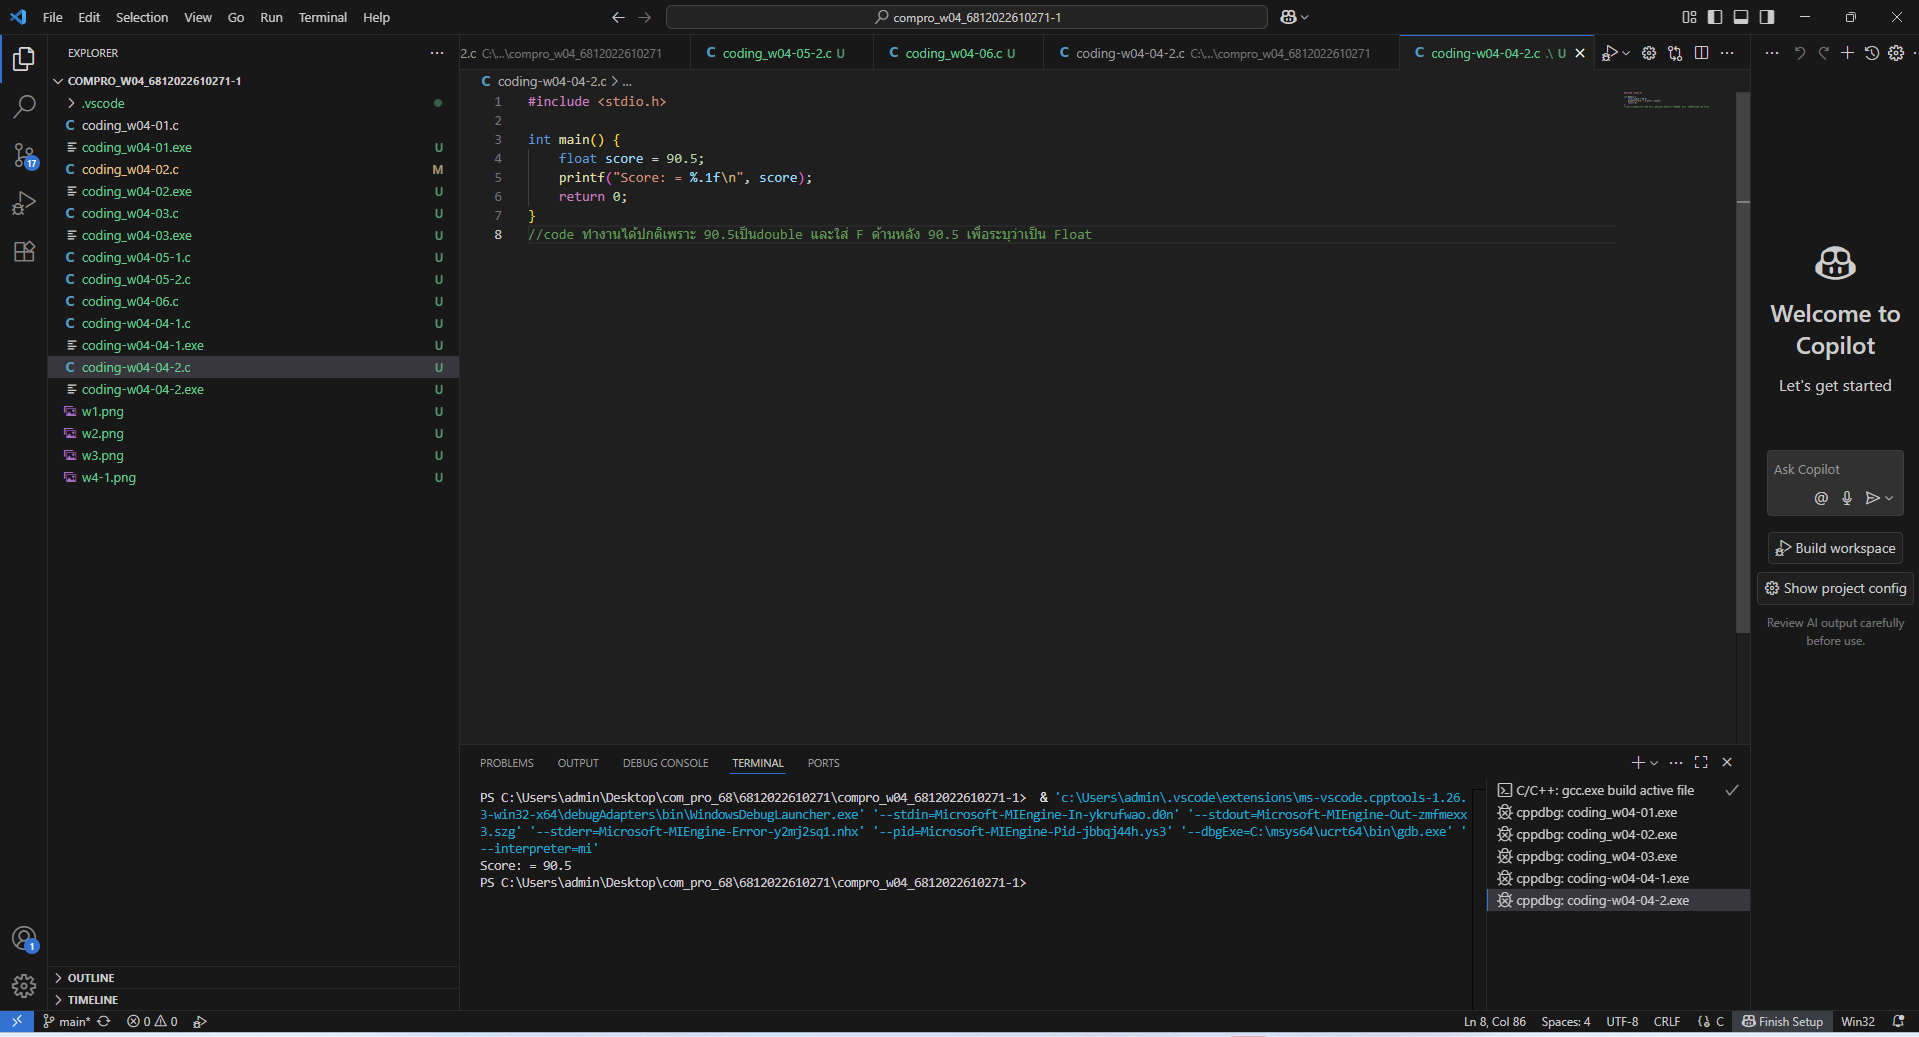 File Edit Selection View Go Run Terminal Help
compro_w04_6812022610271-1
EXPLORER
COMPRO_W04_6812022610271-1
.vscode
coding_w04-01.c
coding_w04-01.exe U
coding_w04-02.c M
coding_w04-02.exe U
coding_w04-03.c U
coding_w04-03.exe U
coding_w04-05-1.c U
coding_w04-05-2.c U
coding_w04-06.c U
coding-w04-04-1.c U
coding-w04-04-1.exe U
coding-w04-04-2.c U
coding-w04-04-2.exe U
w1.png U
w2.png U
w3.png U
w4-1.png U
OUTLINE
TIMELINE
17
1
2.c C:\...\compro_w04_6812022610271
C coding_w04-05-2.c U
C coding_w04-06.c U
C coding-w04-04-2.c C:\...\compro_w04_6812022610271
C coding-w04-04-2.c .\ U
C coding-w04-04-2.c > ...
1 #include <stdio.h>
2
3 int main() {
4 float score = 90.5;
5 printf("Score: = %.1f\n", score);
6 return 0;
7 }
8 //code ทำงานได้ปกติเพราะ 90.5เป็นdouble และใส่ F ด้านหลัง 90.5 เพื่อระบุว่าเป็น Float
PROBLEMS OUTPUT DEBUG CONSOLE TERMINAL PORTS
PS C:\Users\admin\Desktop\com_pro_68\6812022610271\compro_w04_6812022610271-1> & 'c:\Users\admin\.vscode\extensions\ms-vscode.cpptools-1.26.
3-win32-x64\debugAdapters\bin\WindowsDebugLauncher.exe' '--stdin=Microsoft-MIEngine-In-ykrufwao.d0n' '--stdout=Microsoft-MIEngine-Out-zmfmexx
3.szg' '--stderr=Microsoft-MIEngine-Error-y2mj2sq1.nhx' '--pid=Microsoft-MIEngine-Pid-jbbqj44h.ys3' '--dbgExe=C:\msys64\ucrt64\bin\gdb.exe' '
--interpreter=mi'
Score: = 90.5
PS C:\Users\admin\Desktop\com_pro_68\6812022610271\compro_w04_6812022610271-1>
C/C++: gcc.exe build active file
cppdbg: coding_w04-01.exe
cppdbg: coding_w04-02.exe
cppdbg: coding_w04-03.exe
cppdbg: coding-w04-04-1.exe
cppdbg: coding-w04-04-2.exe
Welcome to
Copilot
Let's get started
Ask Copilot
Build workspace
Show project config
Review AI output carefully
before use.
main* 0 0
Ln 8, Col 86 Spaces: 4 UTF-8 CRLF C Finish Setup Win32